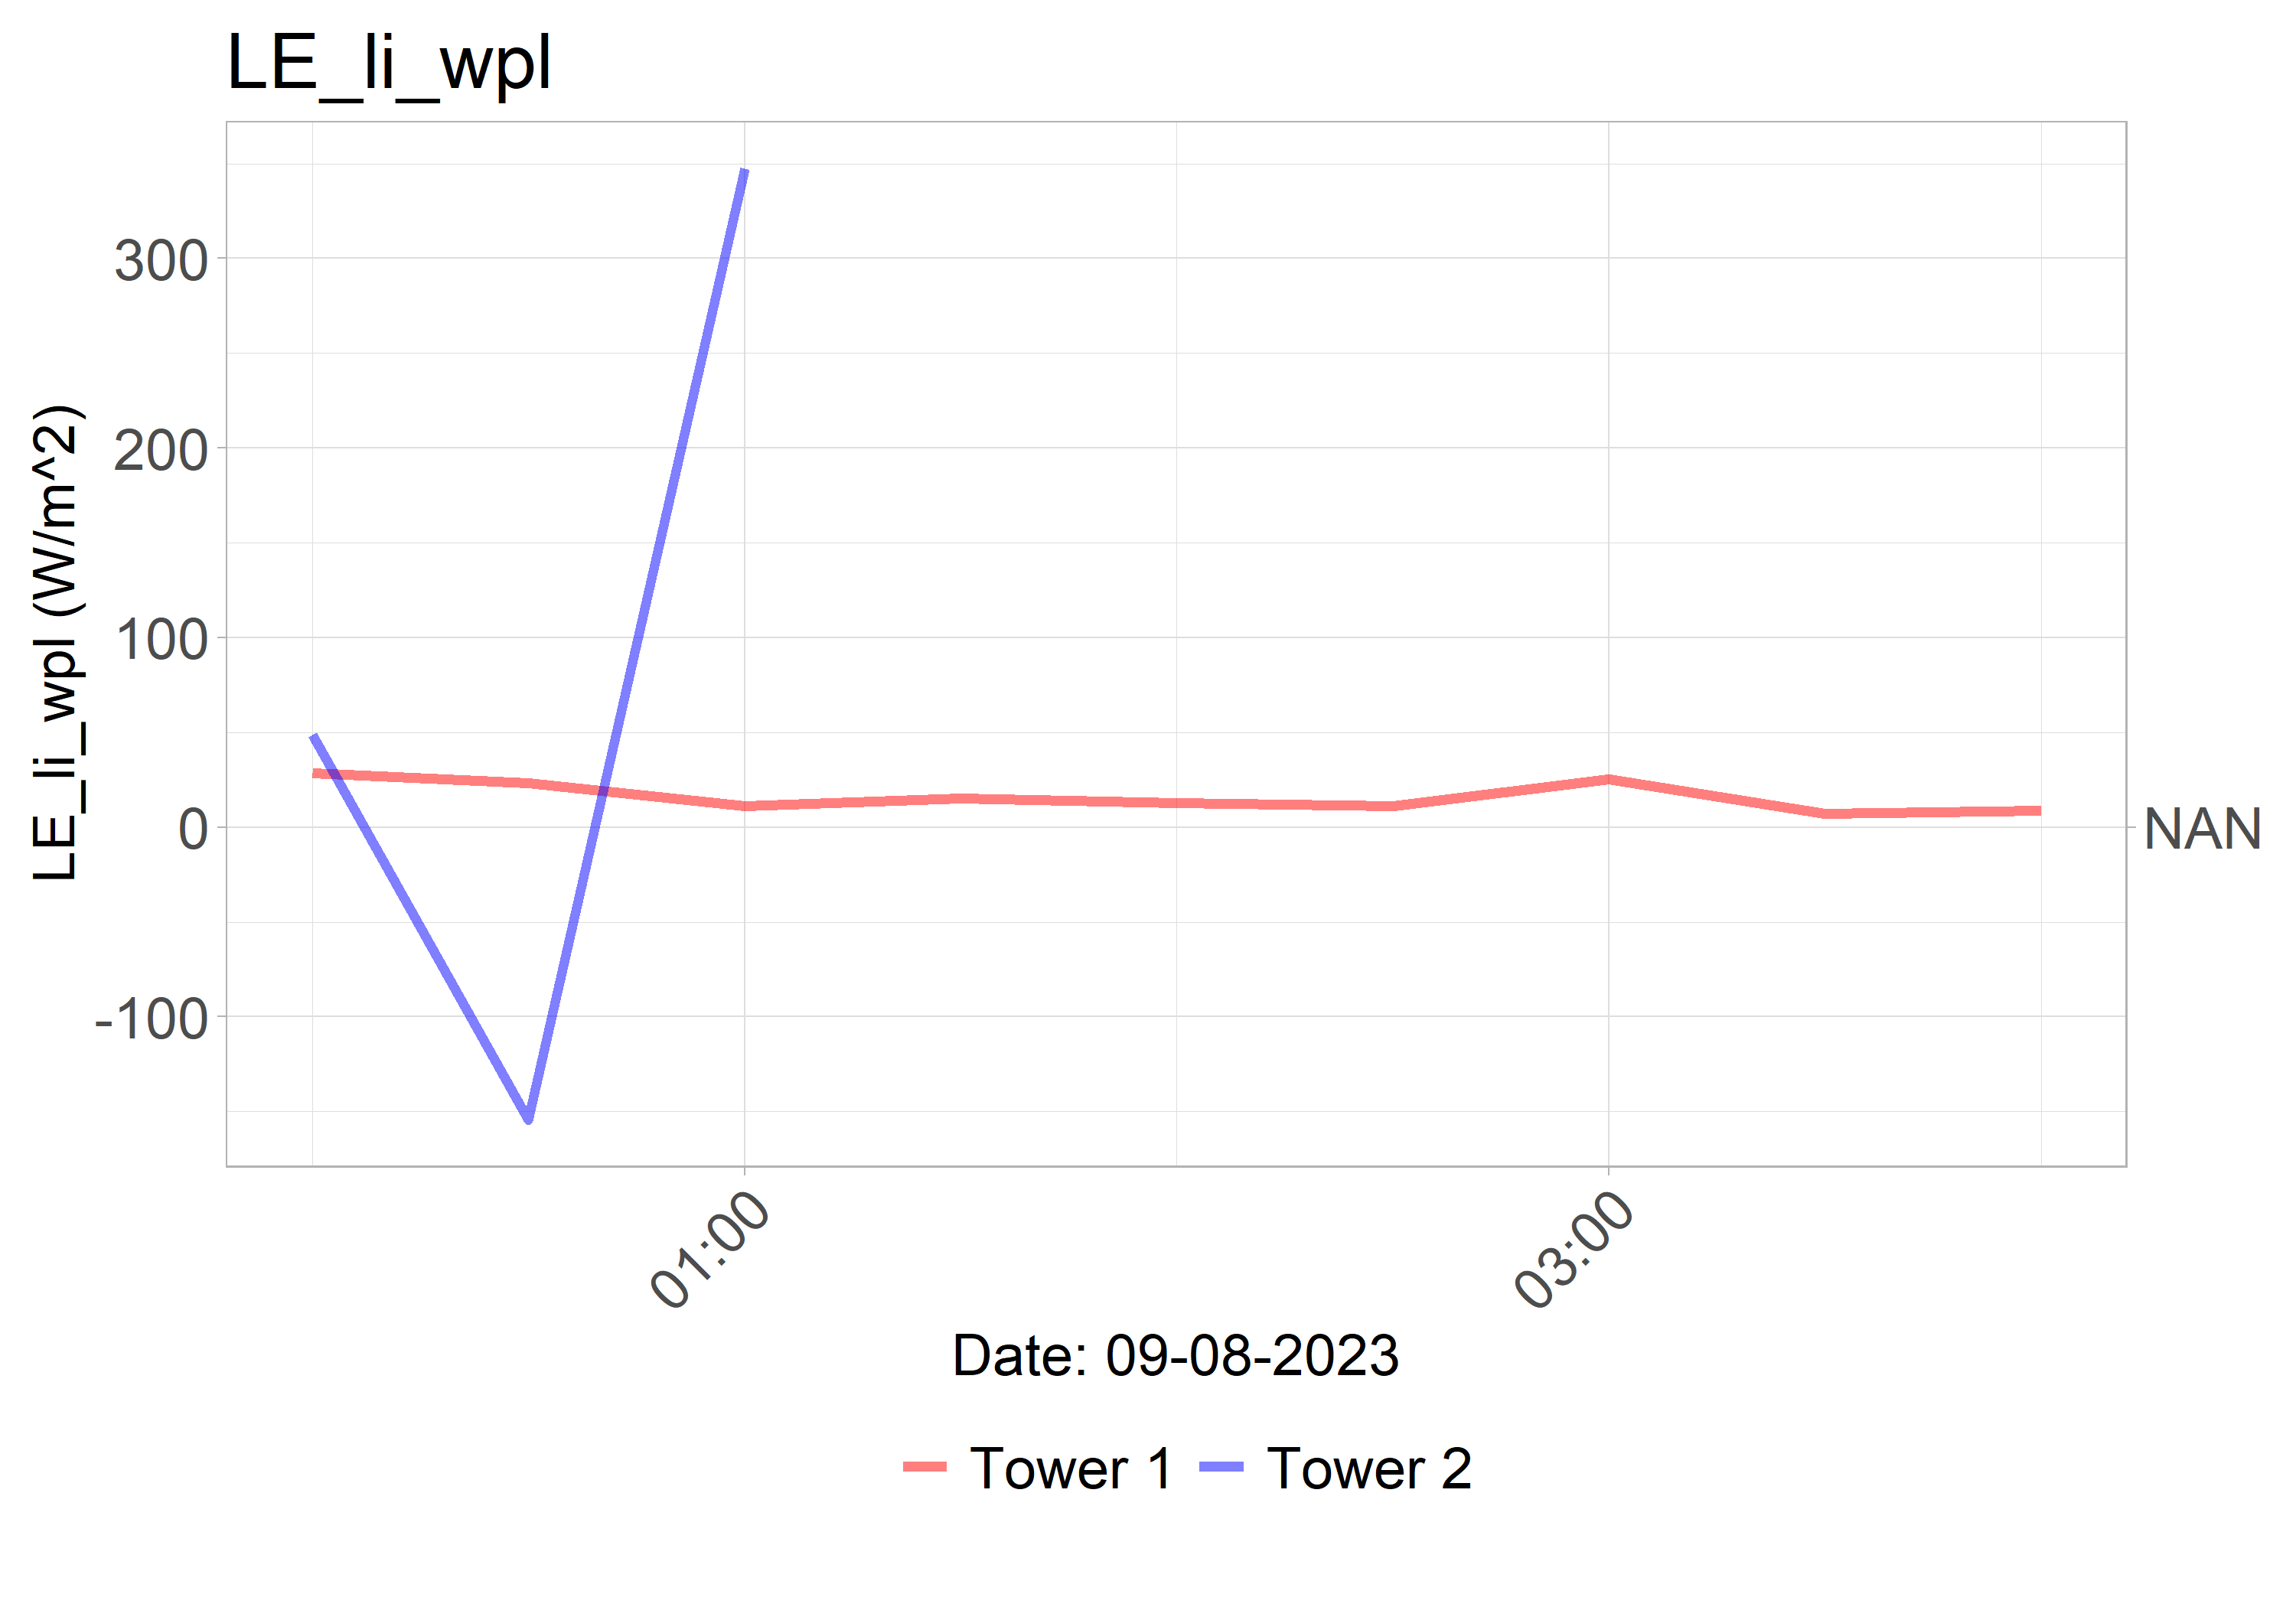 LE_li_wpl
LE_li_wpl (W/m^2)
300
200
100
0
-100
NAN
01:00
03:00
Date: 09-08-2023
Tower 1
Tower 2